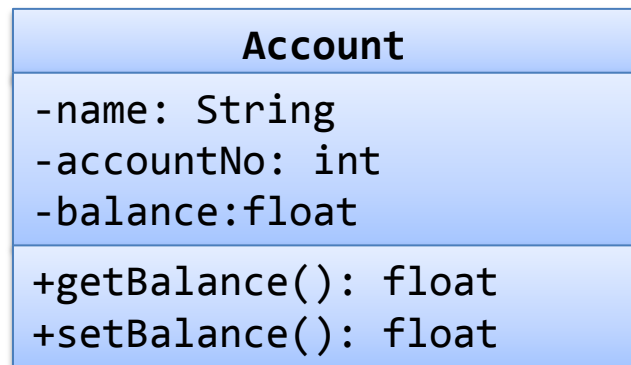 Account
-name: String
-accountNo: int
-balance:float
+getBalance(): float
+setBalance(): float